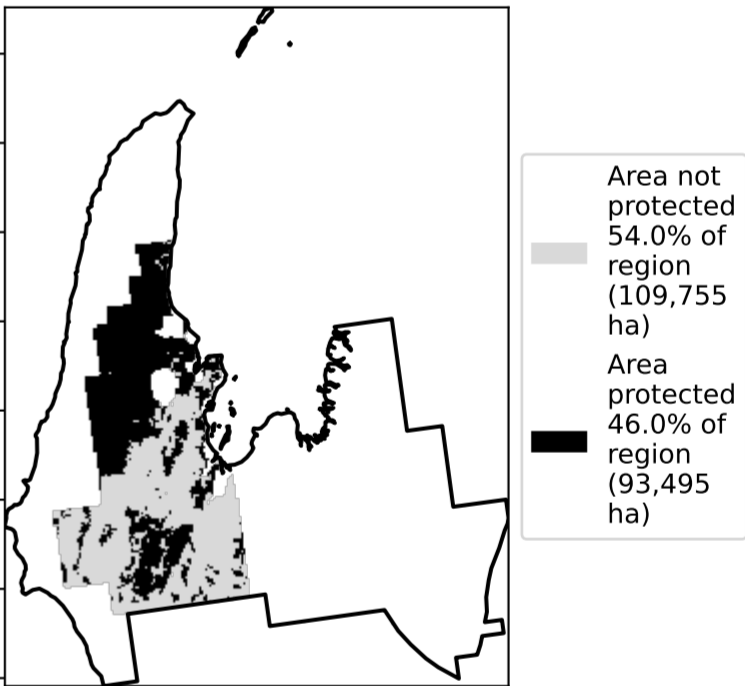 Area not
protected
54.0% of
region
(109,755
ha)
Area
protected
46.0% of
region
(93,495
ha)